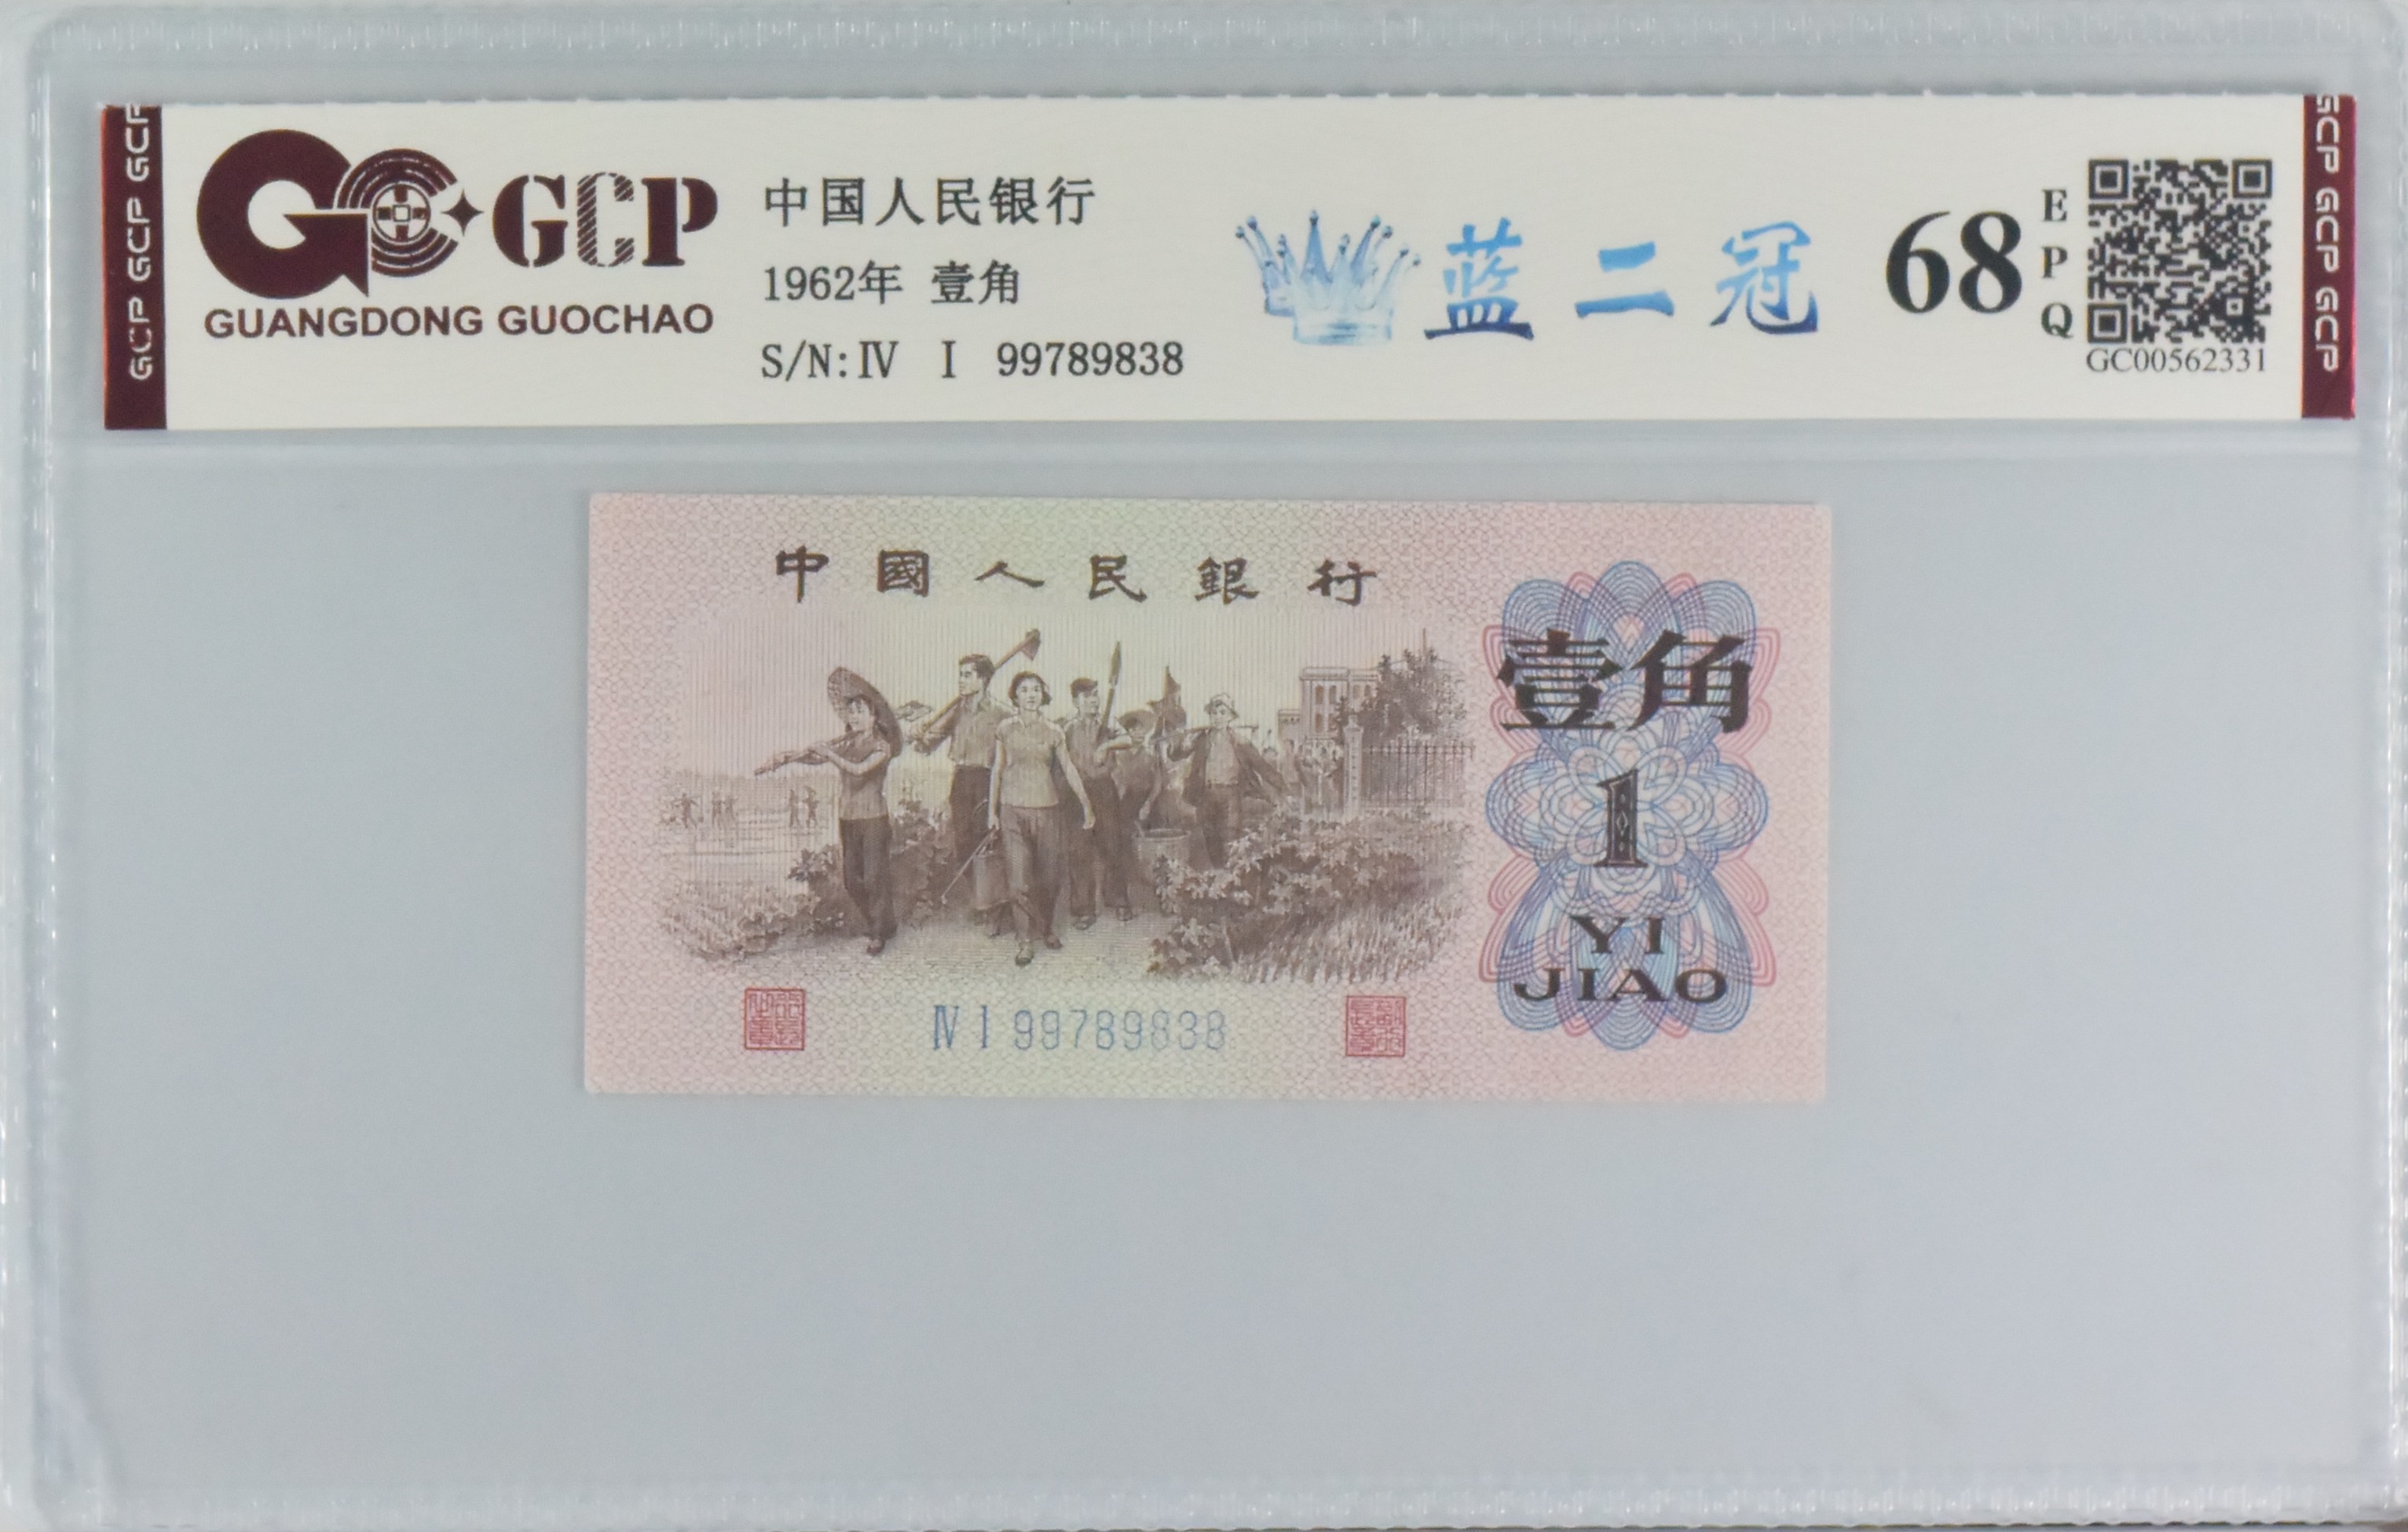 GCP GCP GCP
GCP
GUANGDONG GUOCHAO
中国人民银行
1962年 壹角
S/N:Ⅳ Ⅰ 99789838
蓝二冠
68
EPQ
GC00562331
GCP GCP GCP
中國人民銀行
壹角
1
YI
JIAO
Ⅳ Ⅰ 99789838